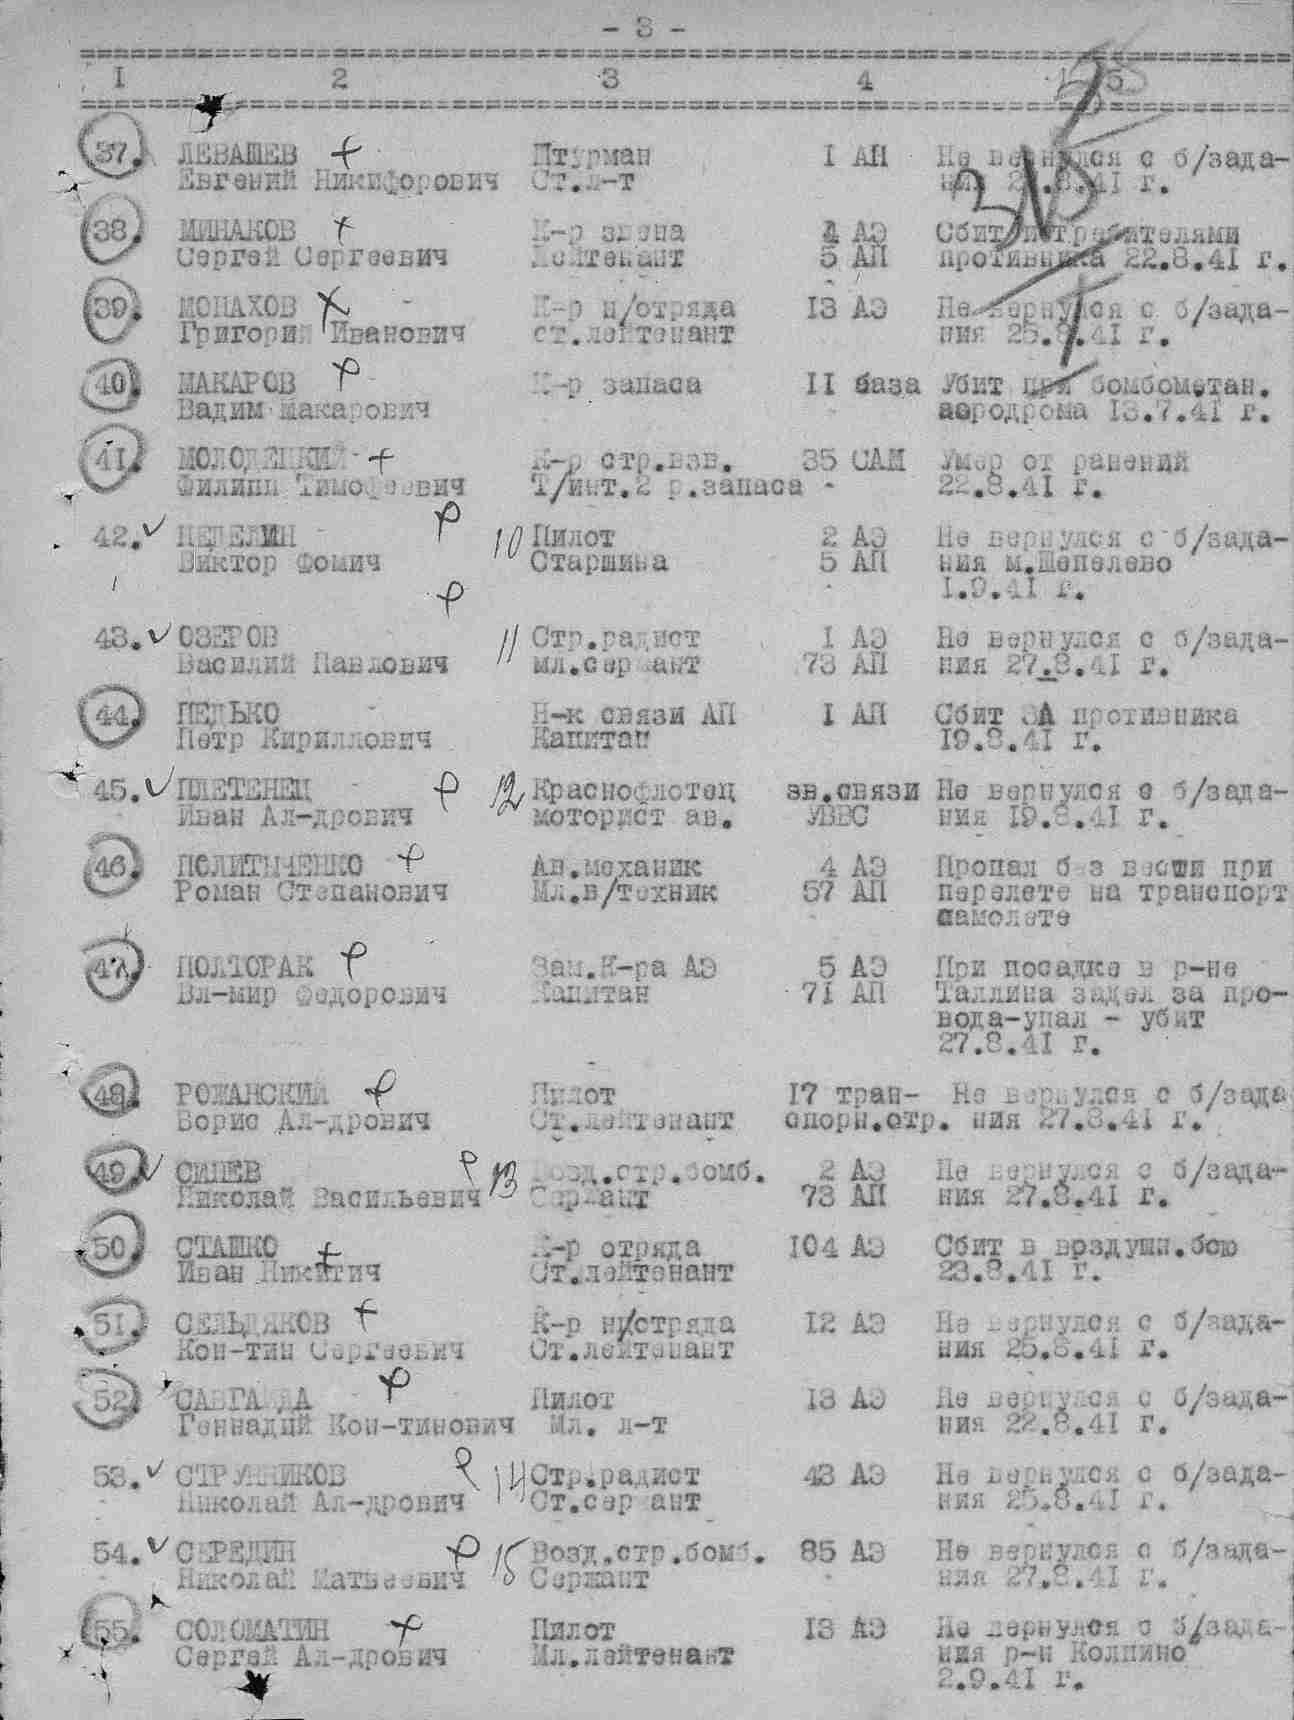 - 3 -
I 2 3 4 5
37. ЛЕВАШЕВ Штурман I АП Не вернулся с б/зада-
Евгений Никифорович Ст.л-т ния 2.8.41 г.
38. МИНАКОВ К-р звена 4 АЭ Сбит истребителями
Сергей Сергеевич Лейтенант 5 АП противника 22.8.41 г.
39. МОНАХОВ К-р н/отряда 13 АЭ Не вернулся с б/зада-
Григорий Иванович ст.лейтенант ния 25.8.41 г.
40. МАКАРОВ К-р запаса II база Убит при бомбометан.
Вадим Макарович аэродрома 13.7.41 г.
41. МОЛОДЕЦКИЙ К-р стр.взв. 35 САМ Умер от ранений
Филипп Тимофеевич Т/инт.2 р.запаса 22.8.41 г.
42. НЕДЕЛИН 10 Пилот 2 АЭ Не вернулся с б/зада-
Виктор Фомич Старшина 5 АП ния м.Шепелево
1.9.41 г.
43. ОЗЕРОВ 11 Стр.радист I АЭ Не вернулся с б/зада-
Василий Павлович мл.сержант 73 АП ния 27.8.41 г.
44. ПЕДЬКО Н-к связи АП I АП Сбит ЗА противника
Петр Кириллович Капитан 19.8.41 г.
45. ПЛЕТЕНЕЦ 12 Краснофлотец зв.связи Не вернулся с б/зада-
Иван Ал-дрович моторист ав. УВВС ния 19.8.41 г.
46. ПОЛИТЫЧЕНКО Ав.механик 4 АЭ Пропал без вести при
Роман Степанович Мл.в/техник 57 АП перелете на транспорт
самолете
47. ПОЛТОРАК Зам.К-ра АЭ 5 АЭ При посадке в р-не
Вл-мир Федорович Капитан 71 АП Таллина задел за про-
вода-упал - убит
27.8.41 г.
48. РОЖАНСКИЙ Пилот 17 тран- Не вернулся с б/зада
Борис Ал-дрович Ст.лейтенант спорн.отр. ния 27.8.41 г.
49. СИЛЕВ 13 Возд.стр.бомб. 2 АЭ Не вернулся с б/зада-
Николай Васильевич Сержант 73 АП ния 27.8.41 г.
50. СТАШКО К-р отряда 104 АЭ Сбит в воздушн.бою
Иван Никитич Ст.лейтенант 23.8.41 г.
51. СЕЛЬДЯКОВ К-р н/отряда 12 АЭ Не вернулся с б/зада-
Кон-тин Сергеевич Ст.лейтенант ния 25.8.41 г.
52. Пилот 13 АЭ Не вернулся с б/зада-
Геннадий Кон-тинович Мл. л-т ния 22.8.41 г.
53. СТРУННИКОВ 14 Стр.радист 43 АЭ Не вернулся с б/зада-
Николай Ал-дрович Ст.сержант ния 25.8.41 г.
54. СЕРЕДИН 15 Возд.стр.бомб. 85 АЭ Не вернулся с б/зада-
Николай Матвеевич Сержант ния 27.8.41 г.
55. СОЛОМАТИН Пилот 13 АЭ Не вернулся с б/зада-
Сергей Ал-дрович Мл.лейтенант ния р-н Колпино
2.9.41 г.